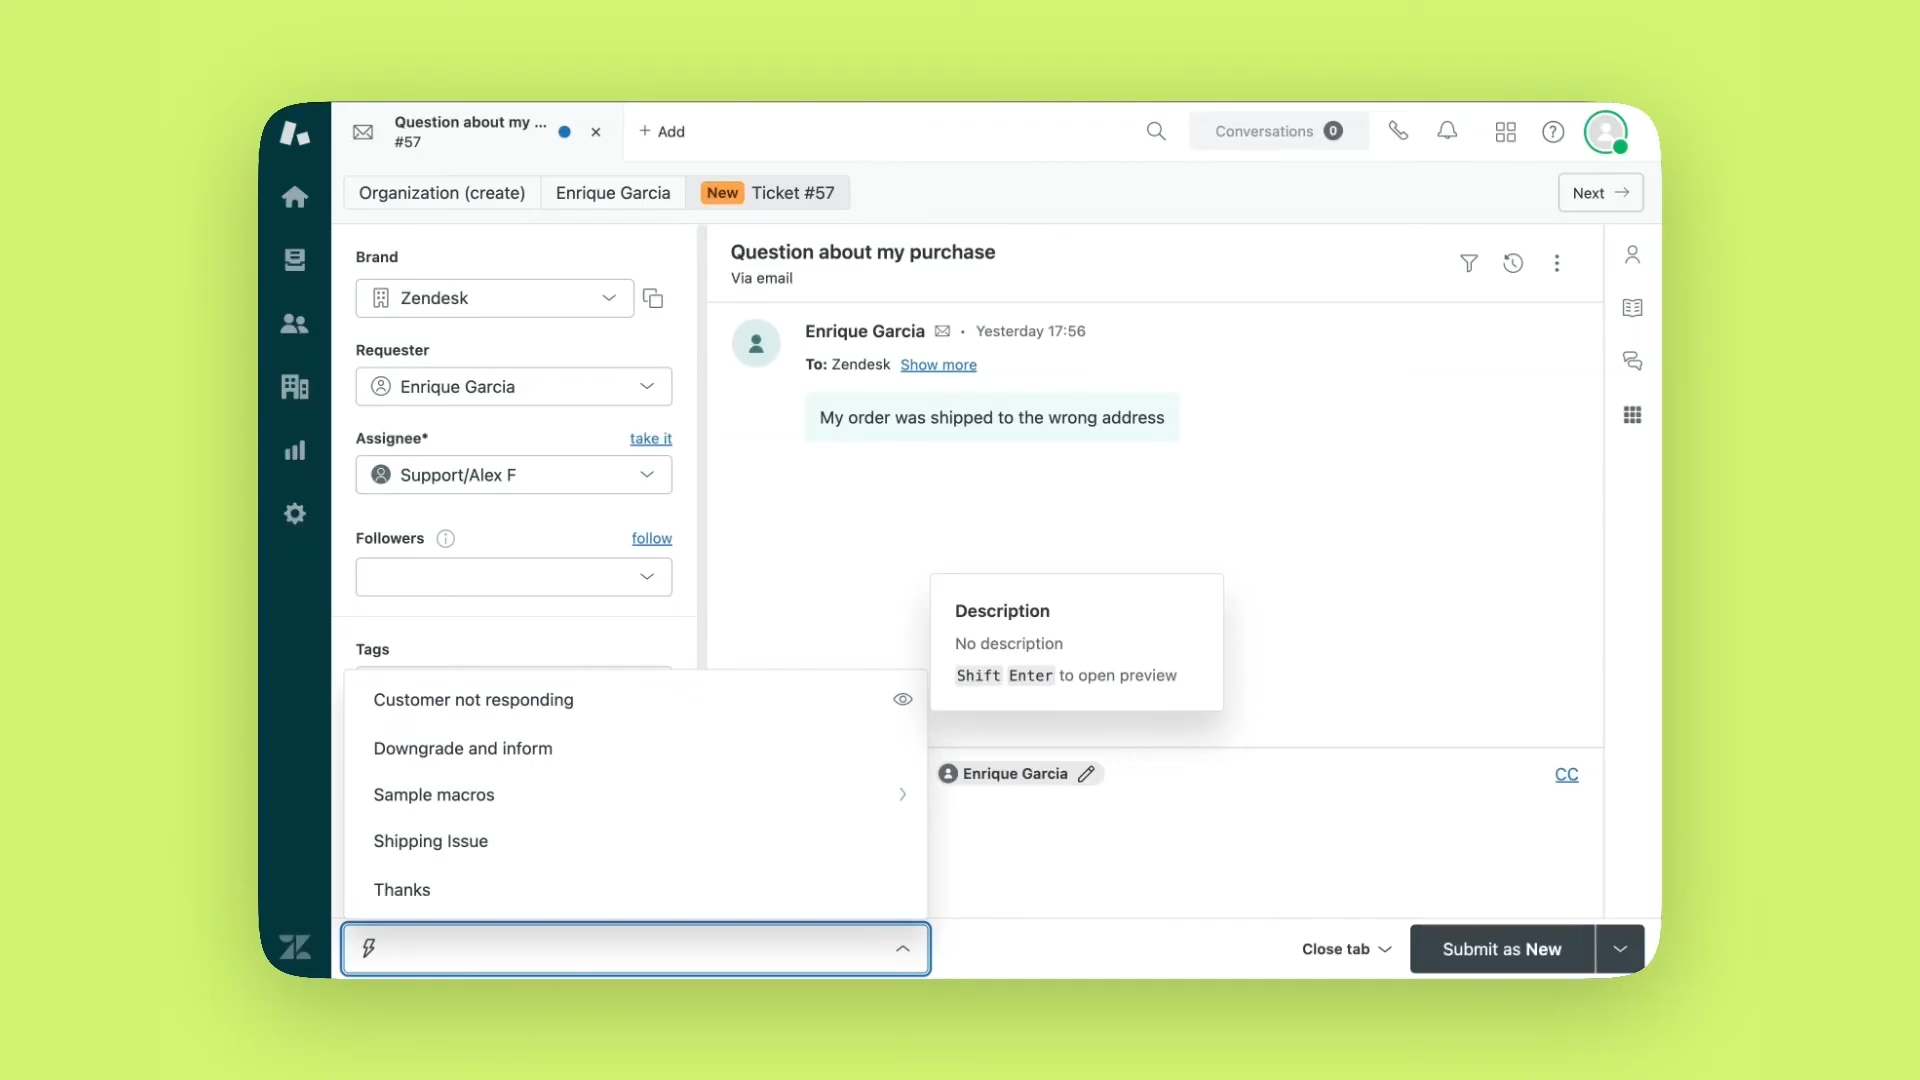 Question about my ...
#57
+ Add
Conversations 0
Organization (create)
Enrique Garcia
New Ticket #57
Next →
Brand
Zendesk
Requester
Enrique Garcia
Assignee*
take it
Support/Alex F
Followers
follow
Tags
Question about my purchase
Via email
Enrique Garcia • Yesterday 17:56
To: Zendesk Show more
My order was shipped to the wrong address
Description
No description
Shift Enter to open preview
Customer not responding
Downgrade and inform
Sample macros
Shipping Issue
Thanks
Enrique Garcia
CC
Close tab
Submit as New